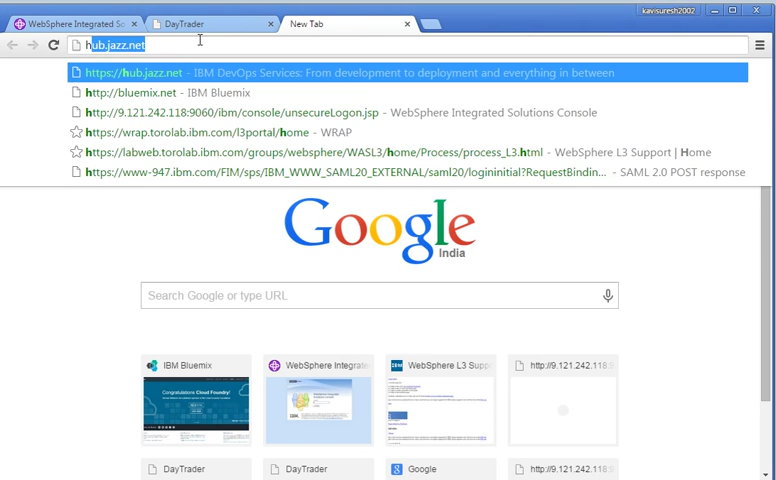 kavisuresh2002
WebSphere Integrated So
DayTrader
New Tab
hub.jazz.net
https://hub.jazz.net - IBM DevOps Services: From development to deployment and everything in between
http://bluemix.net - IBM Bluemix
http://9.121.242.118:9060/ibm/console/unsecureLogon.jsp - WebSphere Integrated Solutions Console
https://wrap.torolab.ibm.com/l3portal/home - WRAP
https://labweb.torolab.ibm.com/groups/websphere/WASL3/home/Process/process_L3.html - WebSphere L3 Support | Home
https://www-947.ibm.com/FIM/sps/IBM_WWW_SAML20_EXTERNAL/saml20/logininitial?RequestBindin... - SAML 2.0 POST response
Google
India
Search Google or type URL
IBM Bluemix
WebSphere Integrate
IBM
WebSphere L3 Suppo
http://9.121.242.118:9
Congratulations Cloud Foundry!
DayTrader
DayTrader
Google
http://9.121.242.118:9